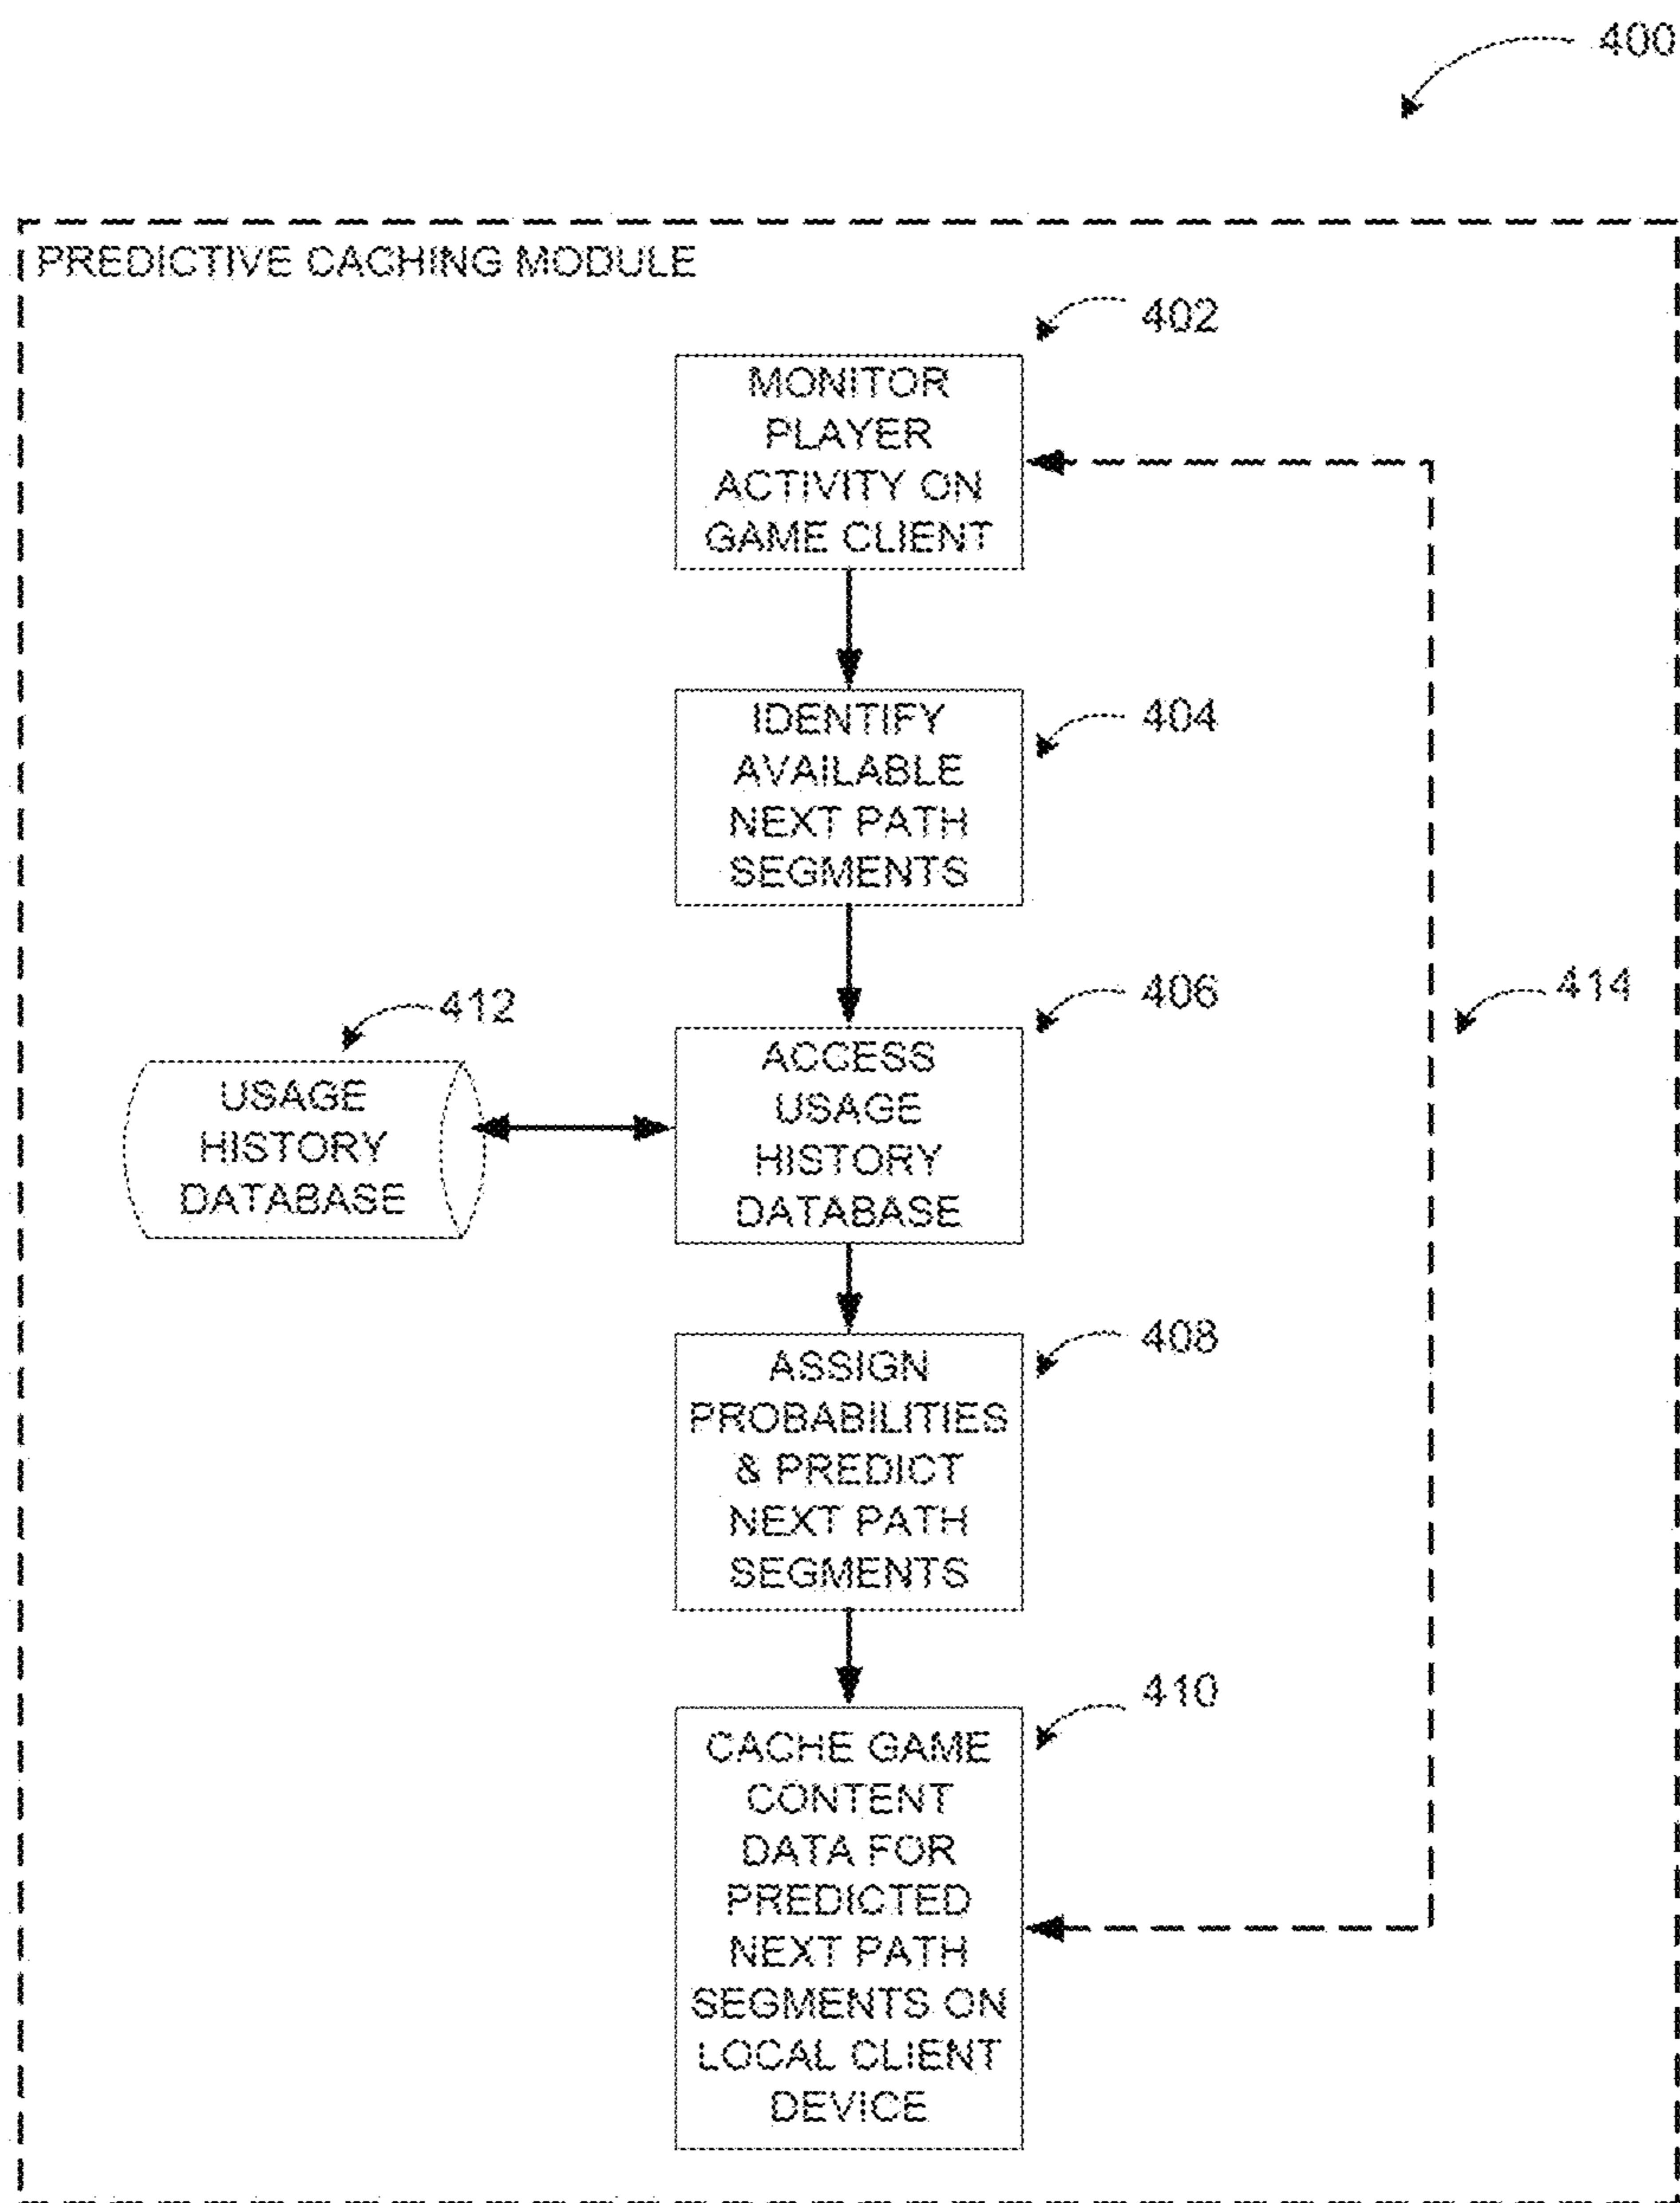 400
PREDICTIVE CACHING MODULE
402
MONITOR
PLAYER
ACTIVITY ON
GAME CLIENT
404
IDENTIFY
AVAILABLE
NEXT PATH
SEGMENTS
406
ACCESS
USAGE
HISTORY
DATABASE
412
USAGE
HISTORY
DATABASE
414
408
ASSIGN
PROBABILITIES
& PREDICT
NEXT PATH
SEGMENTS
410
CACHE GAME
CONTENT
DATA FOR
PREDICTED
NEXT PATH
SEGMENTS ON
LOCAL CLIENT
DEVICE